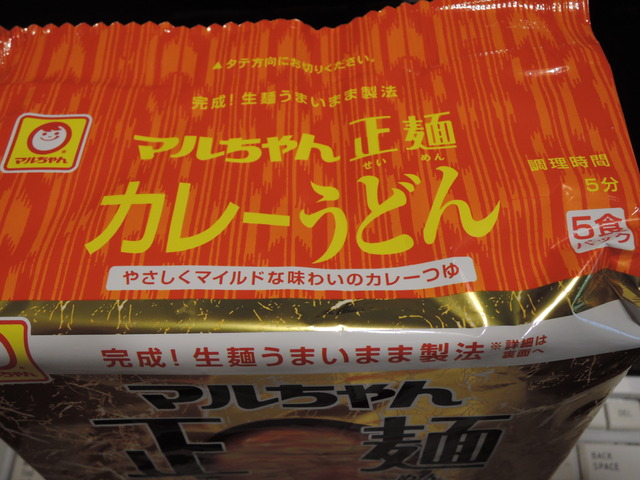 ▲タテ方向にお切りください。
完成！生麺うまいまま製法
マルちゃん
マルちゃん 正麺
せい めん
調理時間
5分
カレーうどん
5食
パック
やさしくマイルドな味わいのカレーつゆ
完成！生麺うまいまま製法 ※詳細は
裏面へ
マルちゃん
正麺
BACK
SPACE